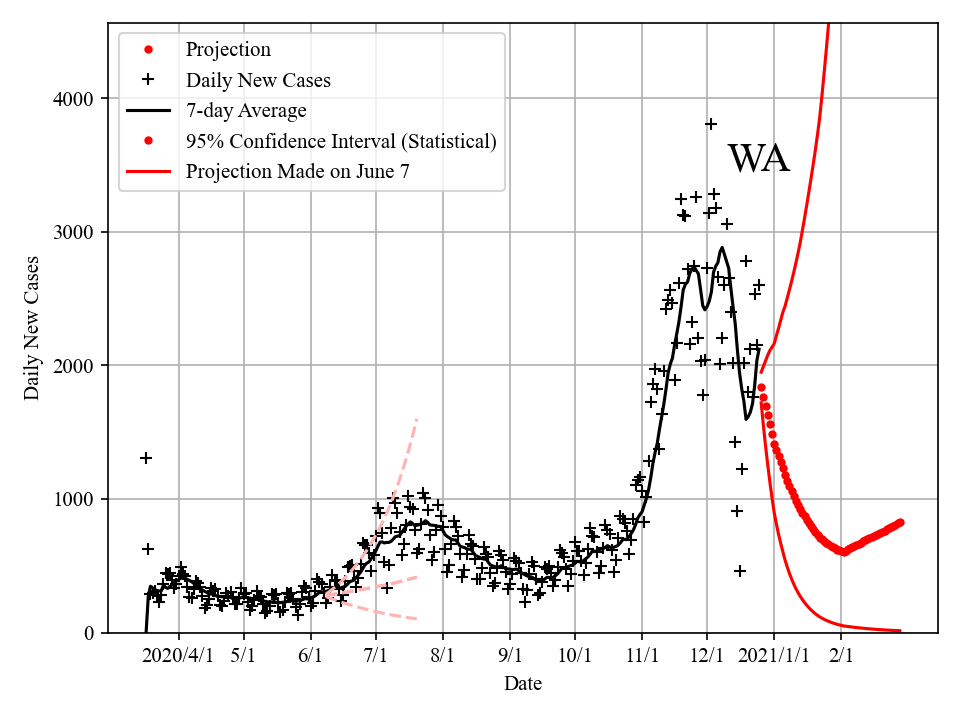 Projection
Daily New Cases
7-day Average
95% Confidence Interval (Statistical)
Projection Made on June 7
WA
Daily New Cases
4000
3000
2000
1000
0
2020/4/1 5/1 6/1 7/1 8/1 9/1 10/1 11/1 12/1 2021/1/1 2/1
Date